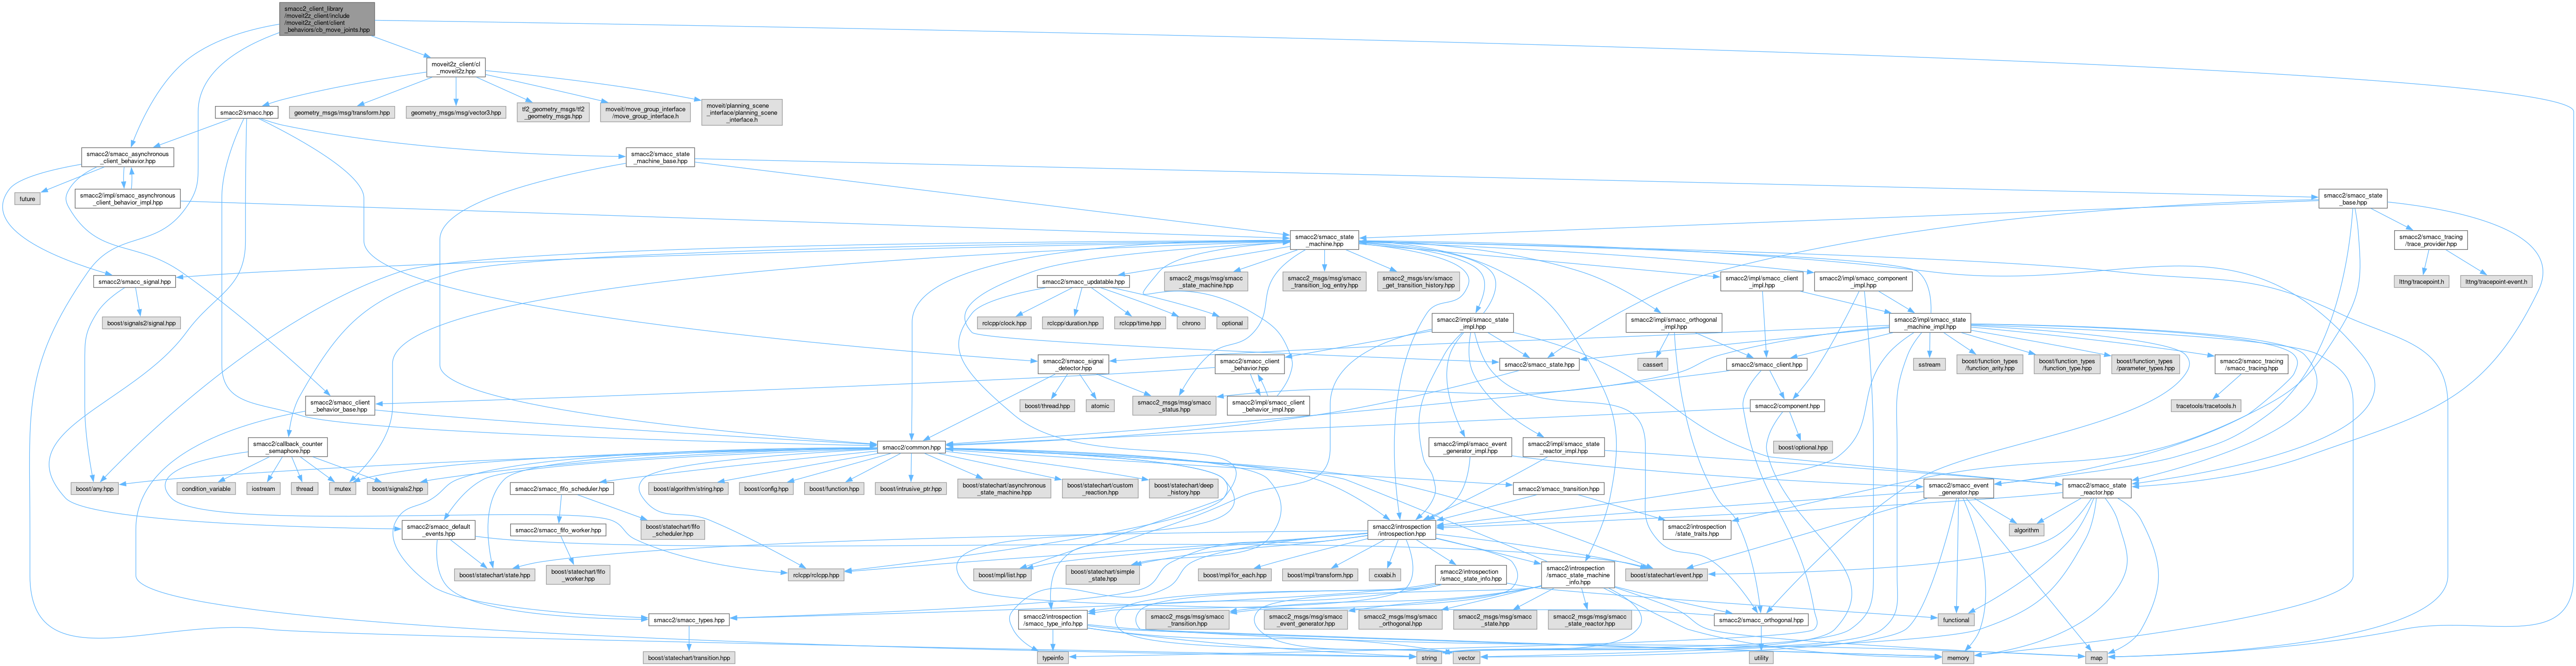 smacc2_client_library
/moveit2z_client/include
/moveit2z_client/client
_behaviors/cb_move_joints.hpp
moveit2z_client/cl
_moveit2z.hpp
smacc2/smacc.hpp
geometry_msgs/msg/transform.hpp
geometry_msgs/msg/vector3.hpp
tf2_geometry_msgs/tf2
_geometry_msgs.hpp
moveit/move_group_interface
/move_group_interface.h
moveit/planning_scene
_interface/planning_scene
_interface.h
smacc2/smacc_asynchronous
_client_behavior.hpp
smacc2/smacc_state
_machine_base.hpp
future
smacc2/impl/smacc_asynchronous
_client_behavior_impl.hpp
smacc2/smacc_state
_base.hpp
smacc2/smacc_state
_machine.hpp
smacc2/smacc_tracing
/trace_provider.hpp
smacc2/smacc_signal.hpp
smacc2/smacc_updatable.hpp
smacc2_msgs/msg/smacc
_state_machine.hpp
smacc2_msgs/msg/smacc
_transition_log_entry.hpp
smacc2_msgs/srv/smacc
_get_transition_history.hpp
smacc2/impl/smacc_client
_impl.hpp
smacc2/impl/smacc_component
_impl.hpp
lttng/tracepoint.h
lttng/tracepoint-event.h
boost/signals2/signal.hpp
rclcpp/clock.hpp
rclcpp/duration.hpp
rclcpp/time.hpp
chrono
optional
smacc2/impl/smacc_state
_impl.hpp
smacc2/impl/smacc_orthogonal
_impl.hpp
smacc2/impl/smacc_state
_machine_impl.hpp
smacc2/smacc_signal
_detector.hpp
smacc2/smacc_client
_behavior.hpp
cassert
smacc2/smacc_state.hpp
smacc2/smacc_client.hpp
sstream
boost/function_types
/function_arity.hpp
boost/function_types
/function_type.hpp
boost/function_types
/parameter_types.hpp
smacc2/smacc_tracing
/smacc_tracing.hpp
smacc2/smacc_client
_behavior_base.hpp
boost/thread.hpp
atomic
smacc2_msgs/msg/smacc
_status.hpp
smacc2/impl/smacc_client
_behavior_impl.hpp
smacc2/component.hpp
tracetools/tracetools.h
smacc2/callback_counter
_semaphore.hpp
smacc2/common.hpp
smacc2/impl/smacc_event
_generator_impl.hpp
smacc2/impl/smacc_state
_reactor_impl.hpp
boost/optional.hpp
boost/any.hpp
condition_variable
iostream
thread
mutex
boost/signals2.hpp
smacc2/smacc_fifo_scheduler.hpp
boost/algorithm/string.hpp
boost/config.hpp
boost/function.hpp
boost/intrusive_ptr.hpp
boost/statechart/asynchronous
_state_machine.hpp
boost/statechart/custom
_reaction.hpp
boost/statechart/deep
_history.hpp
smacc2/smacc_transition.hpp
smacc2/smacc_event
_generator.hpp
smacc2/smacc_state
_reactor.hpp
smacc2/smacc_default
_events.hpp
smacc2/smacc_fifo_worker.hpp
boost/statechart/fifo
_scheduler.hpp
smacc2/introspection
/introspection.hpp
smacc2/introspection
/state_traits.hpp
algorithm
boost/statechart/state.hpp
boost/statechart/fifo
_worker.hpp
rclcpp/rclcpp.hpp
boost/mpl/list.hpp
boost/statechart/simple
_state.hpp
boost/mpl/for_each.hpp
boost/mpl/transform.hpp
cxxabi.h
smacc2/introspection
/smacc_state_info.hpp
smacc2/introspection
/smacc_state_machine
_info.hpp
boost/statechart/event.hpp
smacc2/smacc_types.hpp
smacc2/introspection
/smacc_type_info.hpp
smacc2_msgs/msg/smacc
_transition.hpp
smacc2_msgs/msg/smacc
_event_generator.hpp
smacc2_msgs/msg/smacc
_orthogonal.hpp
smacc2_msgs/msg/smacc
_state.hpp
smacc2_msgs/msg/smacc
_state_reactor.hpp
smacc2/smacc_orthogonal.hpp
functional
boost/statechart/transition.hpp
typeinfo
string
vector
utility
memory
map